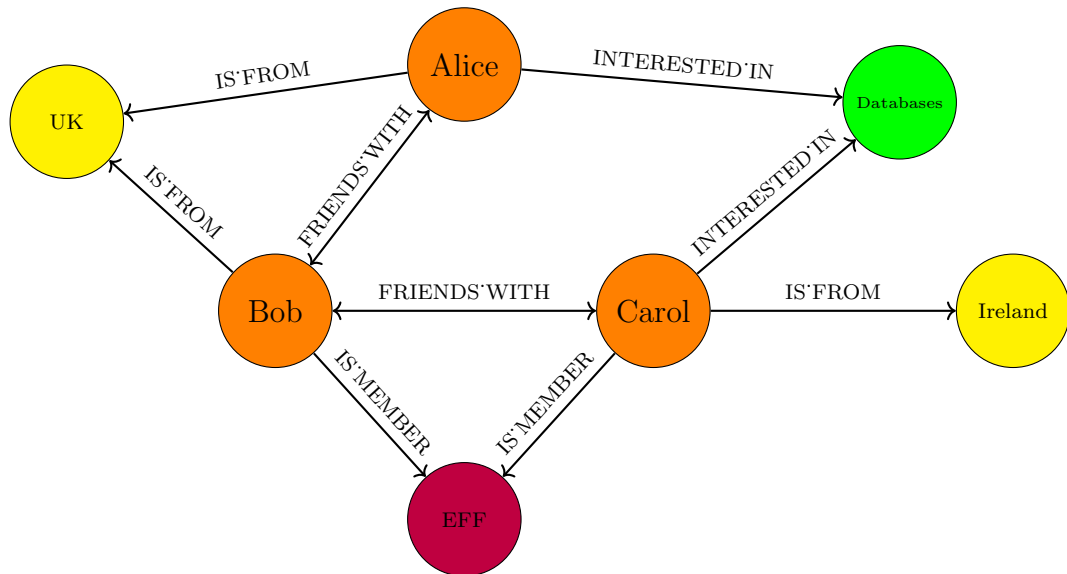 Alice
IS˙FROM
INTERESTED˙IN
Databases
UK
FRIENDS˙WITH
INTERESTED˙IN
IS˙FROM
Bob
FRIENDS˙WITH
Carol
IS˙FROM
Ireland
IS˙MEMBER
IS˙MEMBER
EFF